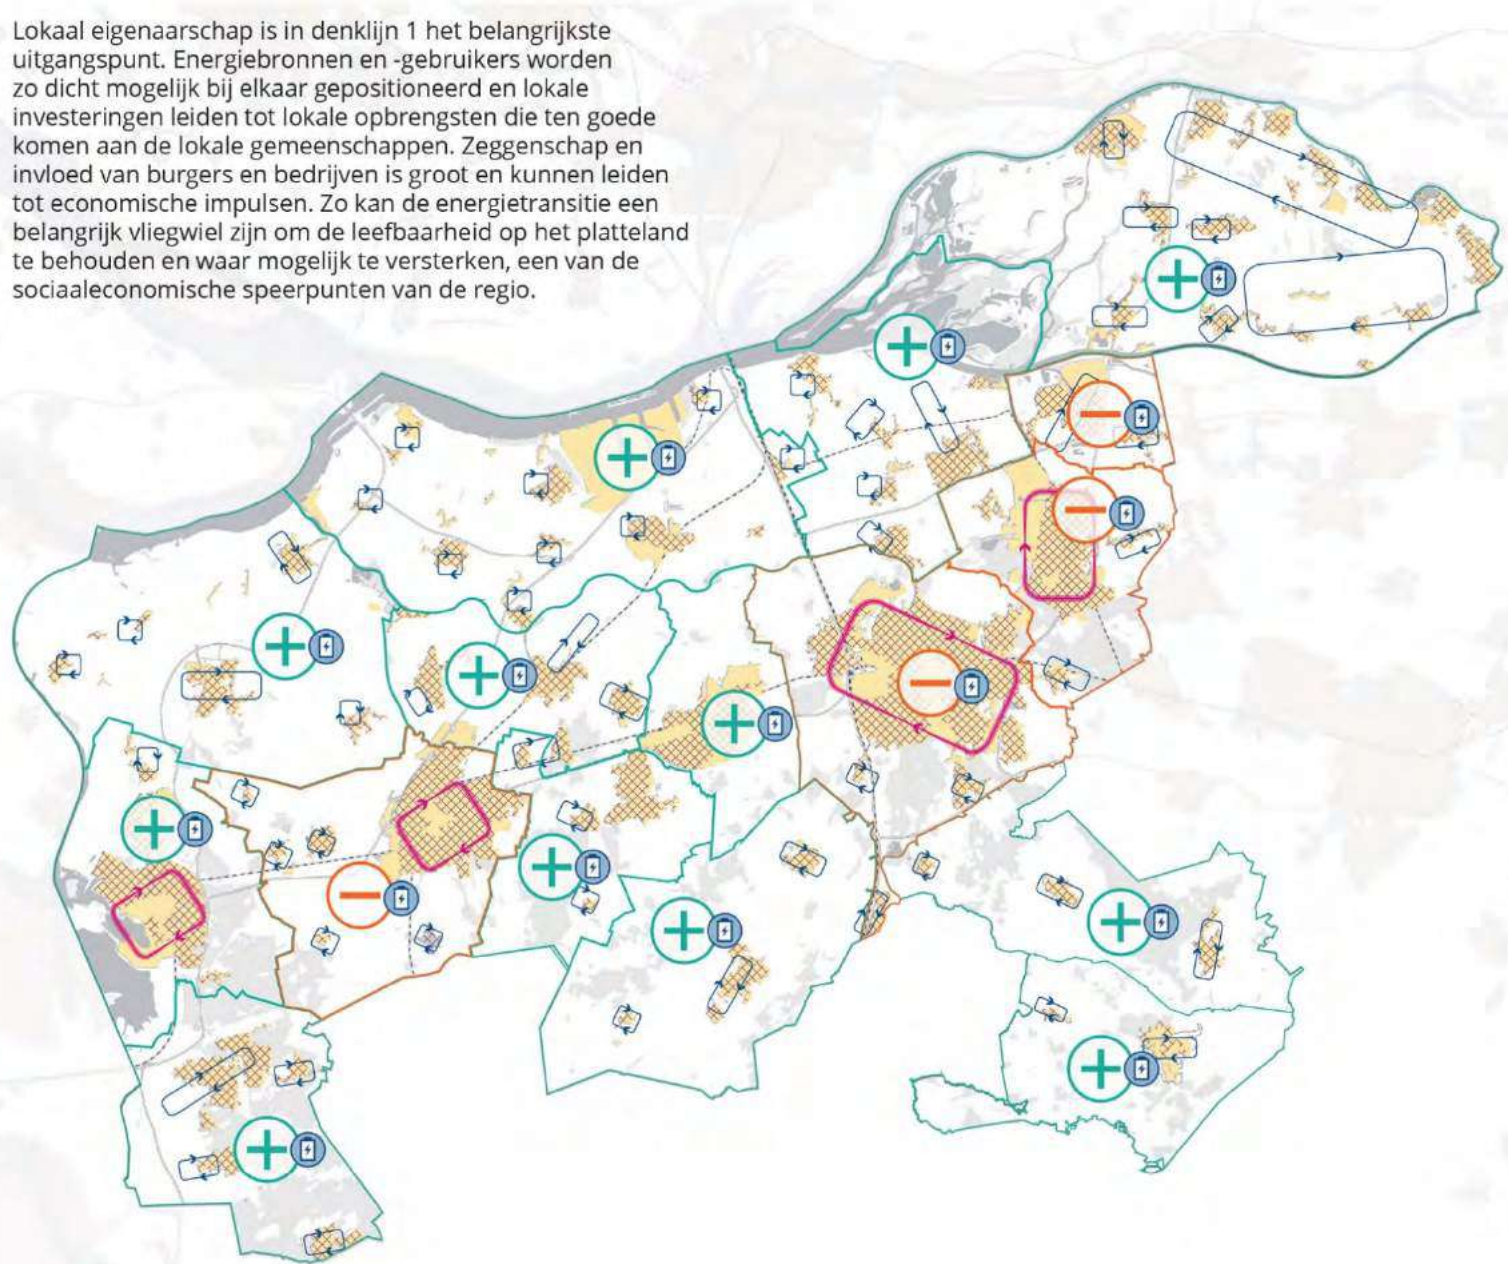 Lokaal eigenaarschap is in denklijn 1 het belangrijkste
uitgangspunt. Energiebronnen en -gebruikers worden
zo dicht mogelijk bij elkaar gepositioneerd en lokale
investeringen leiden tot lokale opbrengsten die ten goede
komen aan de lokale gemeenschappen. Zeggenschap en
invloed van burgers en bedrijven is groot en kunnen leiden
tot economische impulsen. Zo kan de energietransitie een
belangrijk vliegwiel zijn om de leefbaarheid op het platteland
te behouden en waar mogelijk te versterken, een van de
sociaaleconomische speerpunten van de regio.